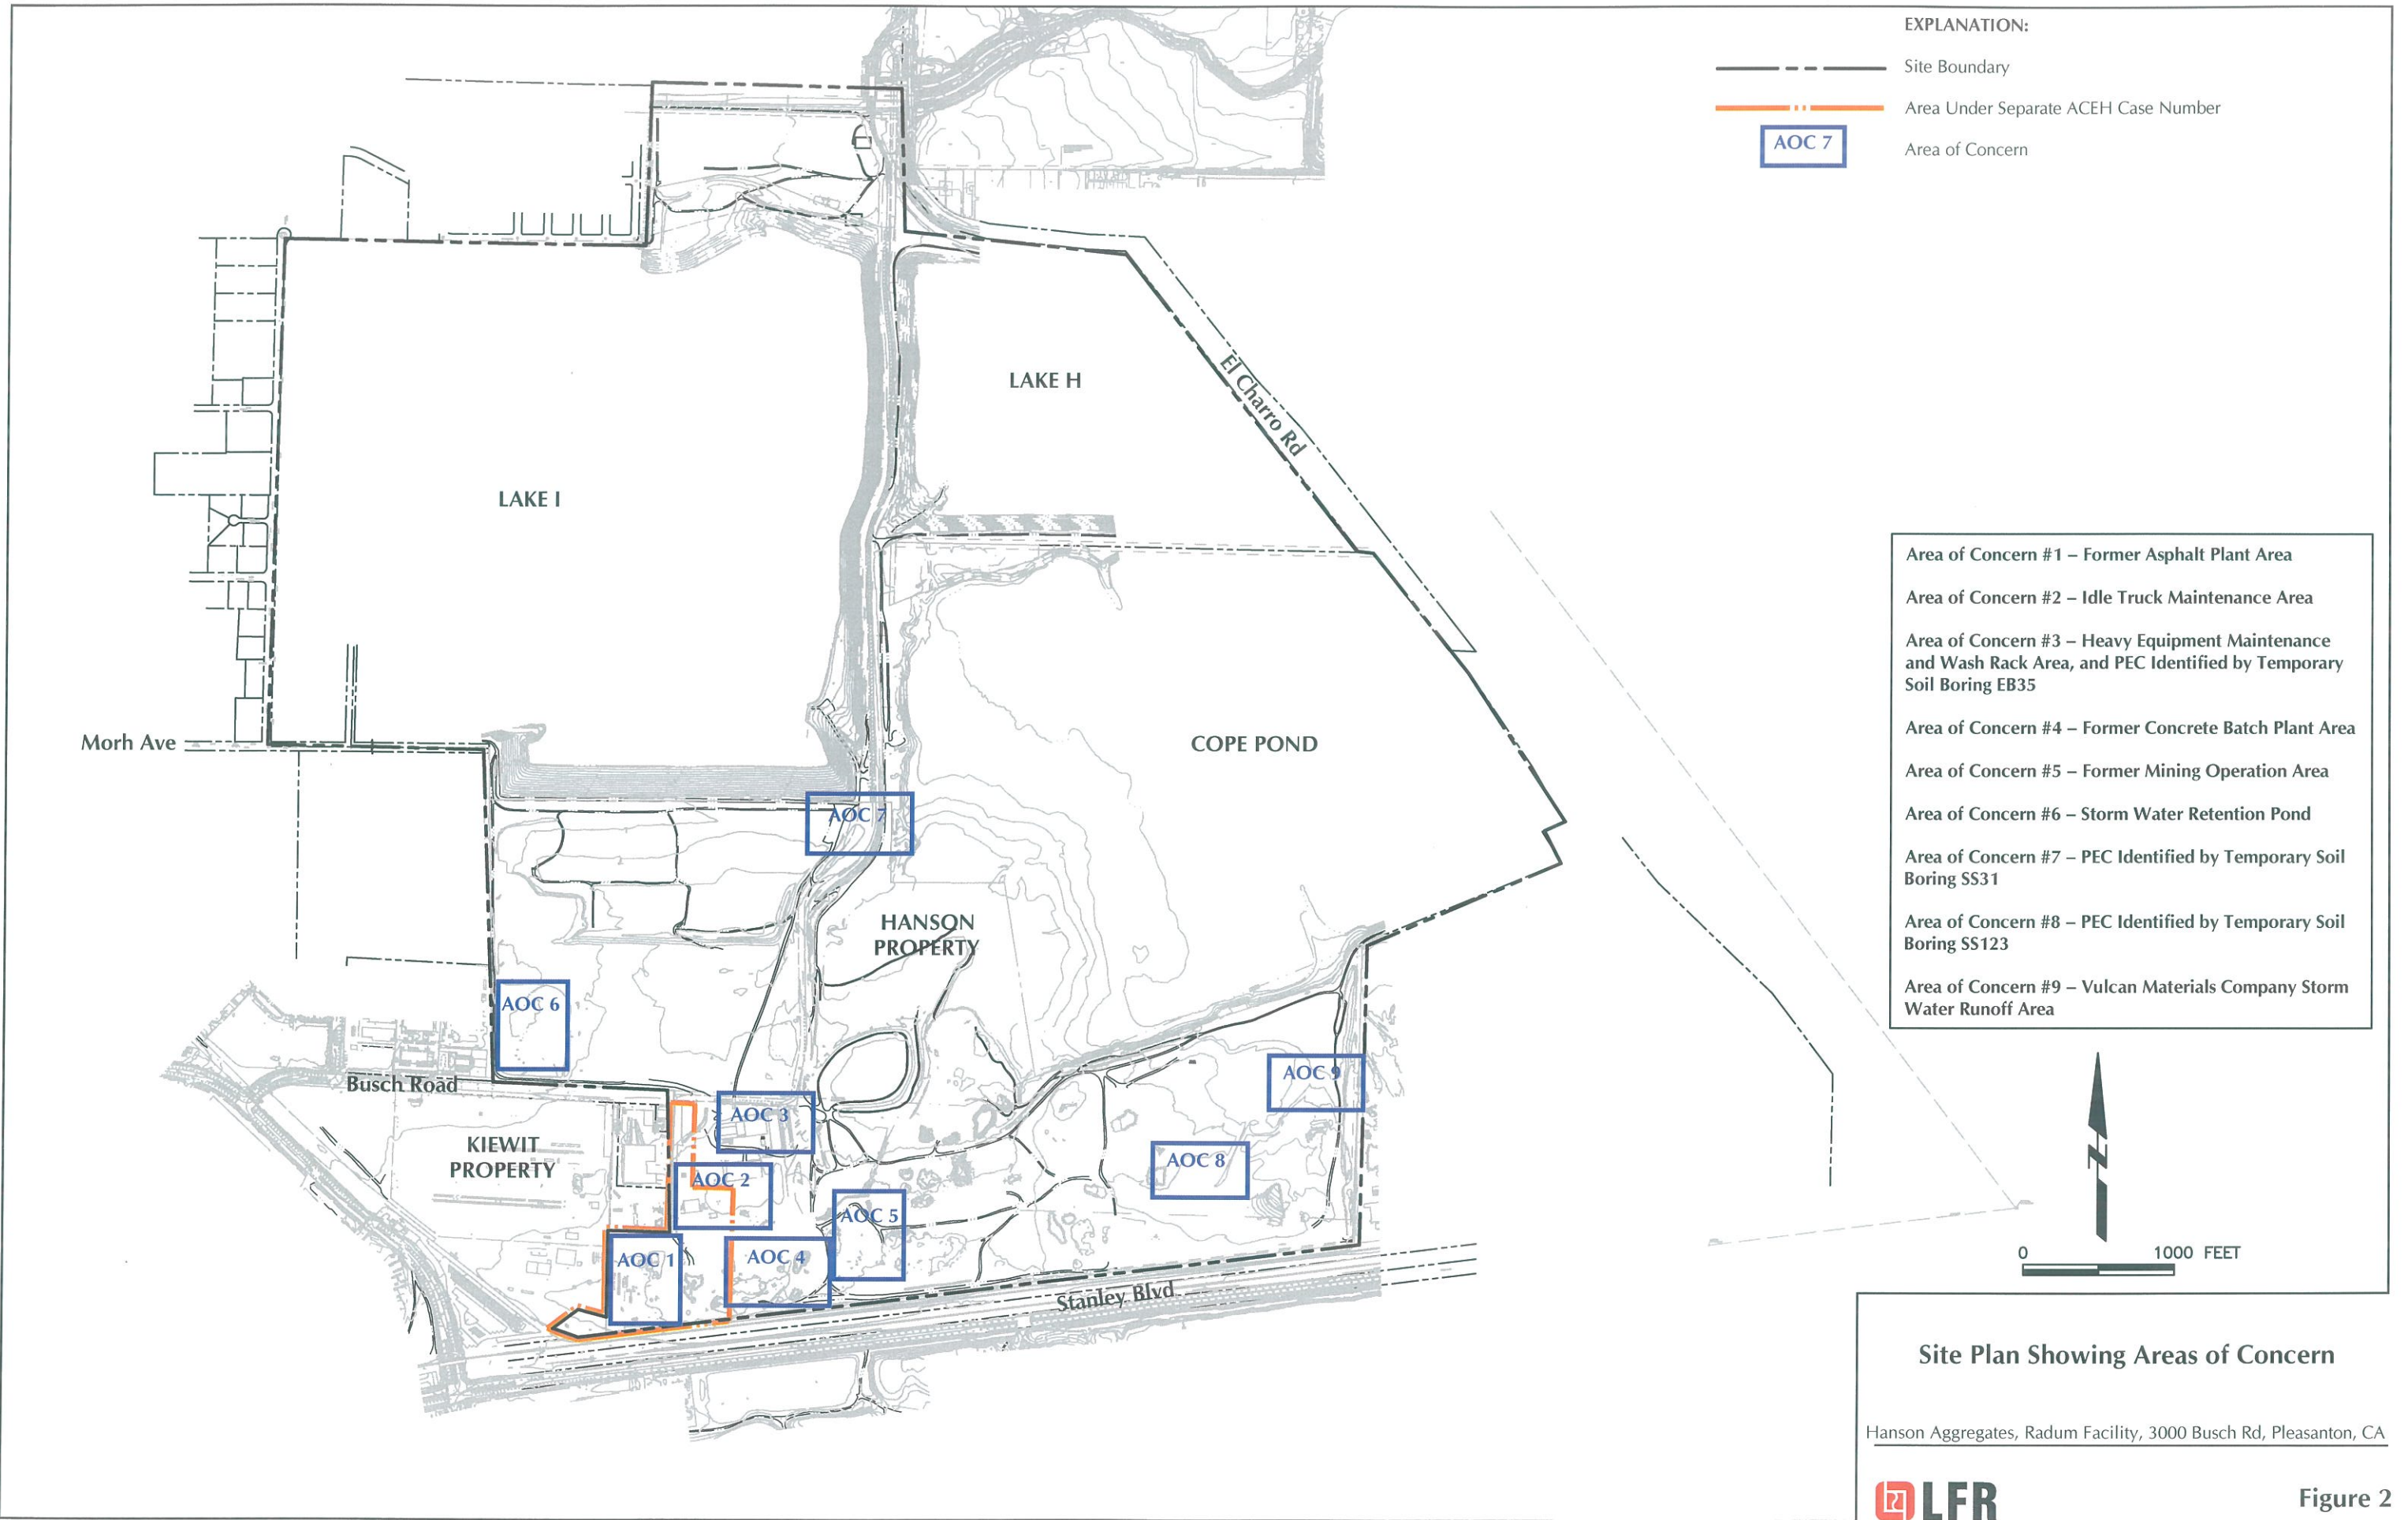 EXPLANATION:
Site Boundary
Area Under Separate ACEH Case Number
AOC 7
Area of Concern
LAKE H
El Charro Rd
LAKE I
Area of Concern #1 – Former Asphalt Plant Area
Area of Concern #2 – Idle Truck Maintenance Area
Area of Concern #3 – Heavy Equipment Maintenance
and Wash Rack Area, and PEC Identified by Temporary
Soil Boring EB35
Area of Concern #4 – Former Concrete Batch Plant Area
Area of Concern #5 – Former Mining Operation Area
Area of Concern #6 – Storm Water Retention Pond
Area of Concern #7 – PEC Identified by Temporary Soil
Boring SS31
Area of Concern #8 – PEC Identified by Temporary Soil
Boring SS123
Area of Concern #9 – Vulcan Materials Company Storm
Water Runoff Area
Morh Ave
COPE POND
AOC 7
HANSON
PROPERTY
AOC 6
Busch Road
AOC 9
AOC 3
KIEWIT
PROPERTY
AOC 8
AOC 2
AOC 5
AOC 1
AOC 4
Stanley Blvd
N
0 1000 FEET
Site Plan Showing Areas of Concern
Hanson Aggregates, Radum Facility, 3000 Busch Rd, Pleasanton, CA
LFR
Figure 2